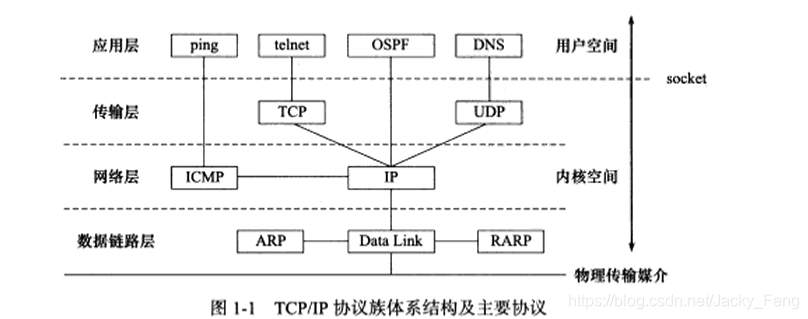 应用层 ping telnet OSPF DNS 用户空间
socket
传输层 TCP UDP
网络层 ICMP IP 内核空间
数据链路层 ARP Data Link RARP
物理传输媒介
https://blog.csdn.net/Jacky_Feng
图 1-1 TCP/IP 协议族体系结构及主要协议